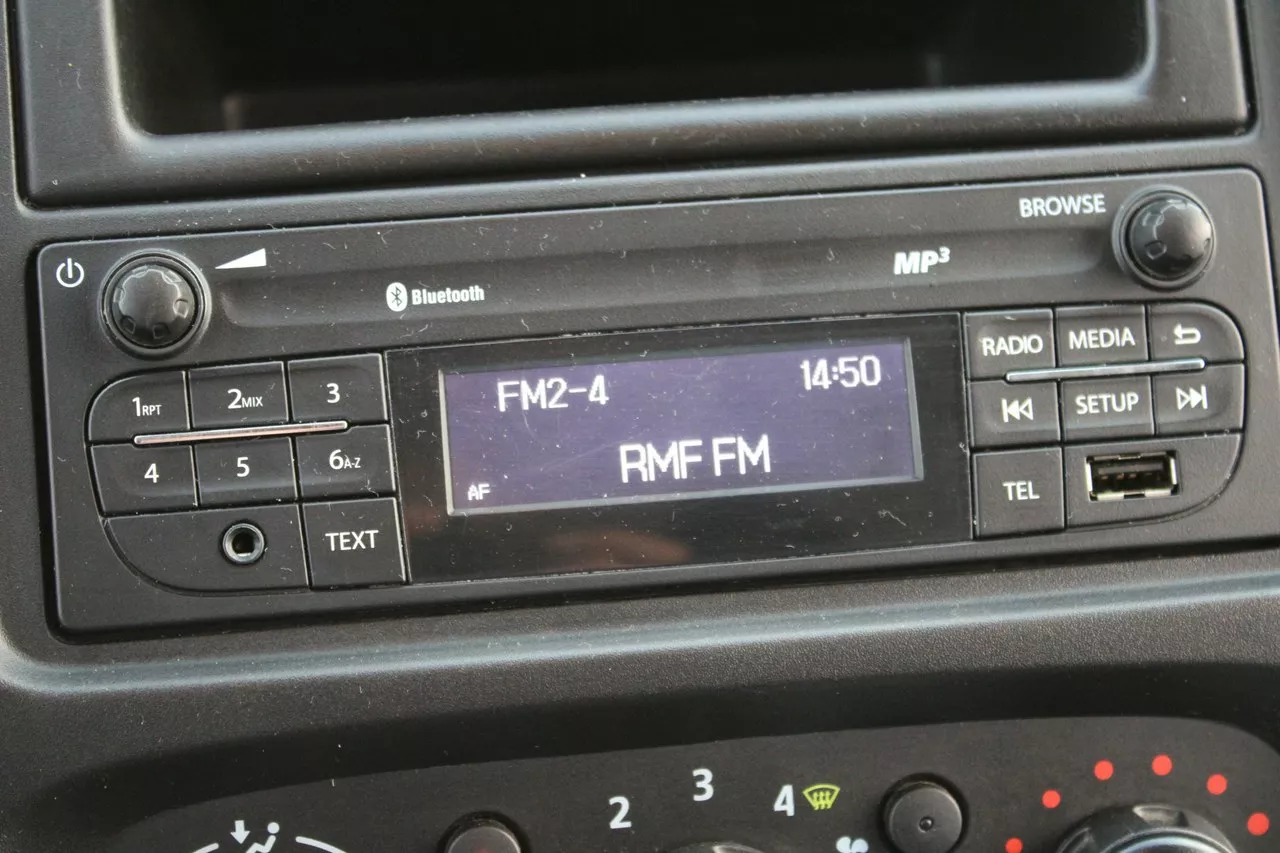 BROWSE
Bluetooth
MP3
FM2-4 14:50
RMF FM
AF
1RPT 2MIX 3
4 5 6A-Z
TEXT
RADIO MEDIA
SETUP
TEL
2 3 4